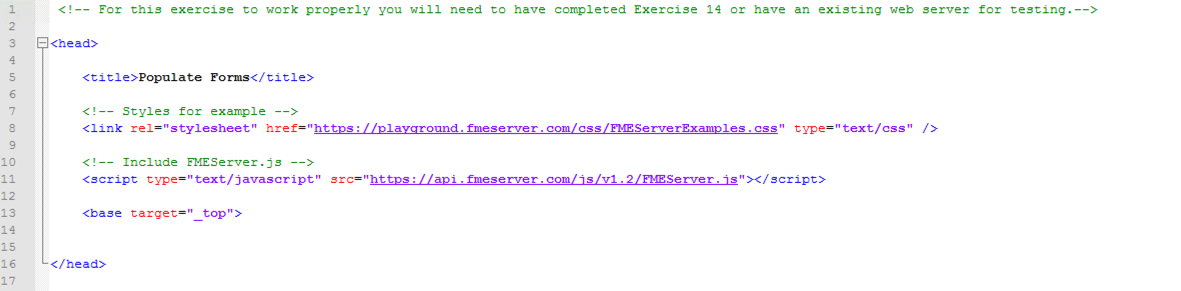 1 <!-- For this exercise to work properly you will need to have completed Exercise 14 or have an existing web server for testing.-->
2
3 <head>
4
5 <title>Populate Forms</title>
6
7 <!-- Styles for example -->
8 <link rel="stylesheet" href="https://playground.fmeserver.com/css/FMEServerExamples.css" type="text/css" />
9
10 <!-- Include FMEServer.js -->
11 <script type="text/javascript" src="https://api.fmeserver.com/js/v1.2/FMEServer.js"></script>
12
13 <base target="_top">
14
15
16 </head>
17